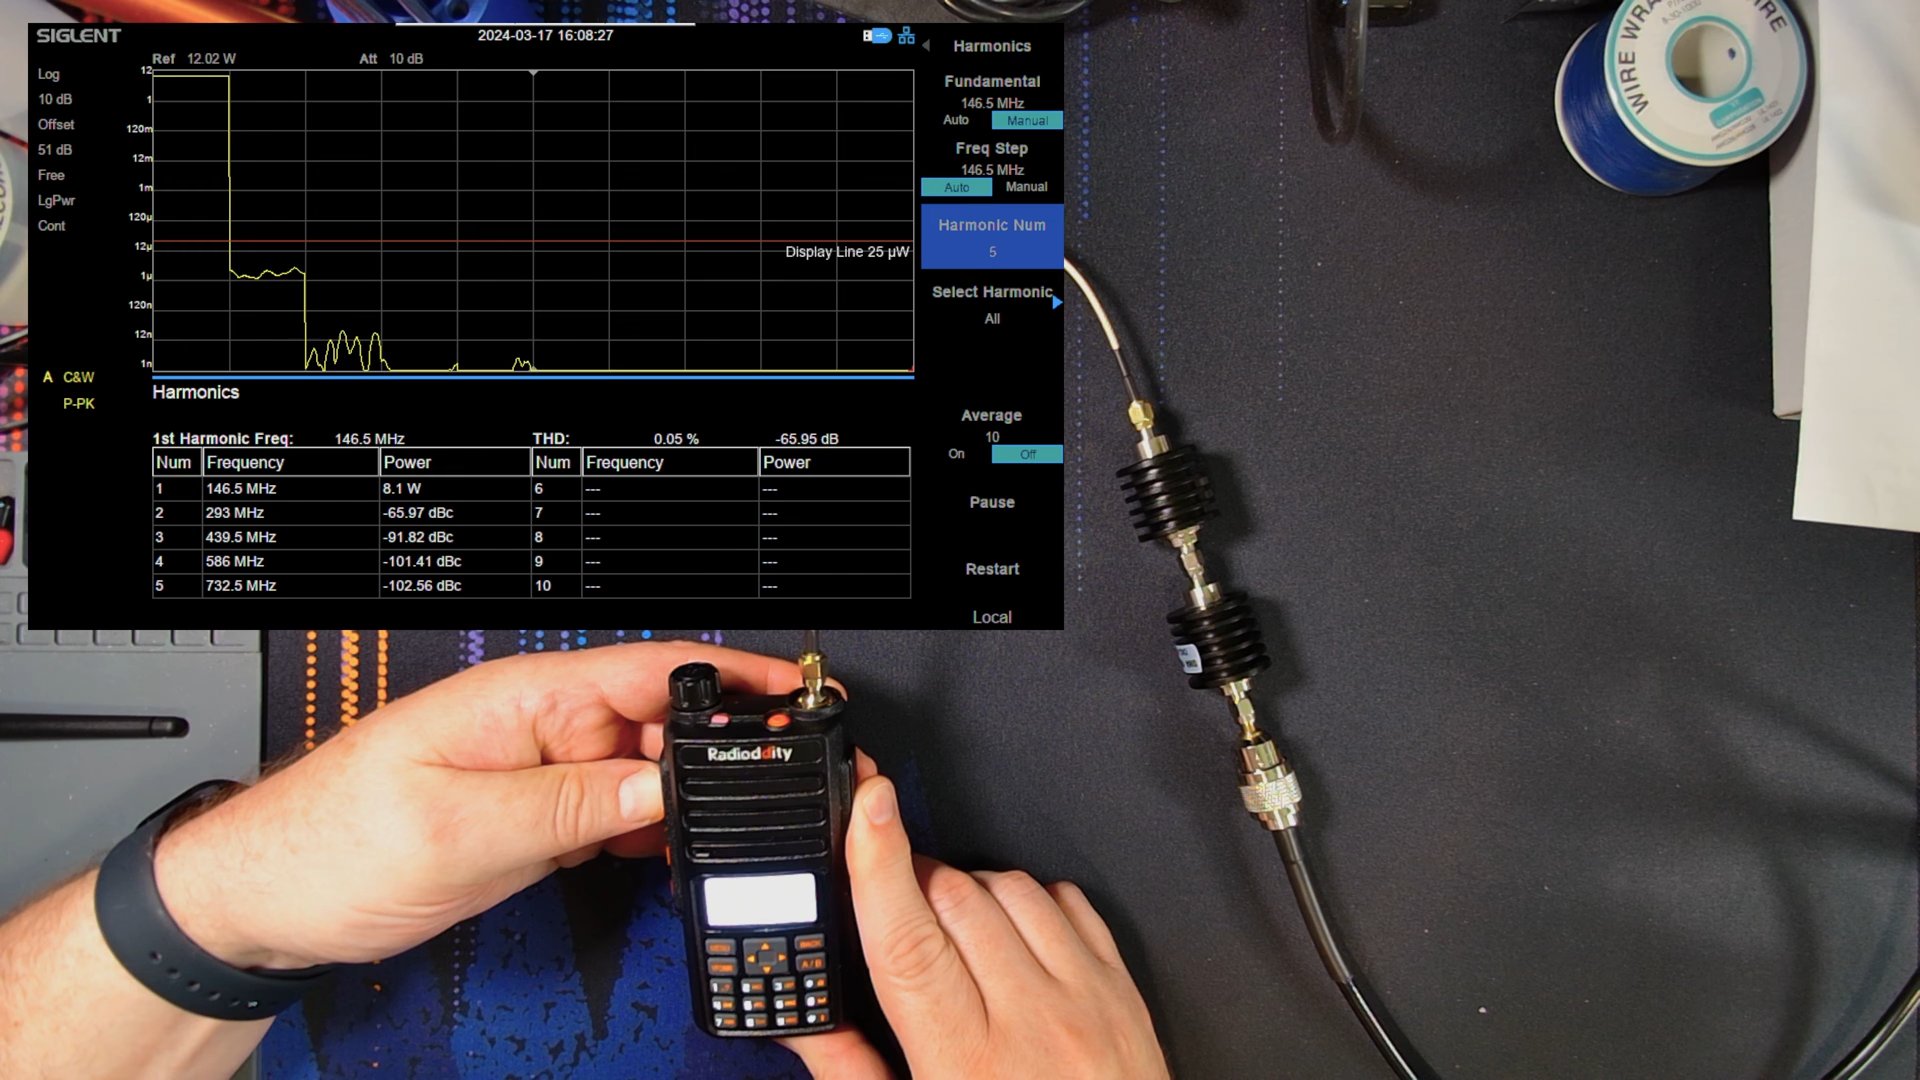 SIGLENT
2024-03-17 16:08:27
Ref 12.02 W
Att 10 dB
Log
10 dB
Offset
51 dB
Free
LgPwr
Cont
12
1
120m
12m
1m
120µ
12µ
1µ
120n
12n
1n
Display Line 25 µW
A C&W
P-PK
Harmonics
1st Harmonic Freq: 146.5 MHz THD: 0.05 % -65.95 dB
Num Frequency Power Num Frequency Power
1 146.5 MHz 8.1 W 6 --- ---
2 293 MHz -65.97 dBc 7 --- ---
3 439.5 MHz -91.82 dBc 8 --- ---
4 586 MHz -101.41 dBc 9 --- ---
5 732.5 MHz -102.56 dBc 10 --- ---
Harmonics
Fundamental
146.5 MHz
Auto Manual
Freq Step
146.5 MHz
Auto Manual
Harmonic Num
5
Select Harmonic
All
Average
10
On Off
Pause
Restart
Local
WIRE WRA
IRE
Radioddity
A/B